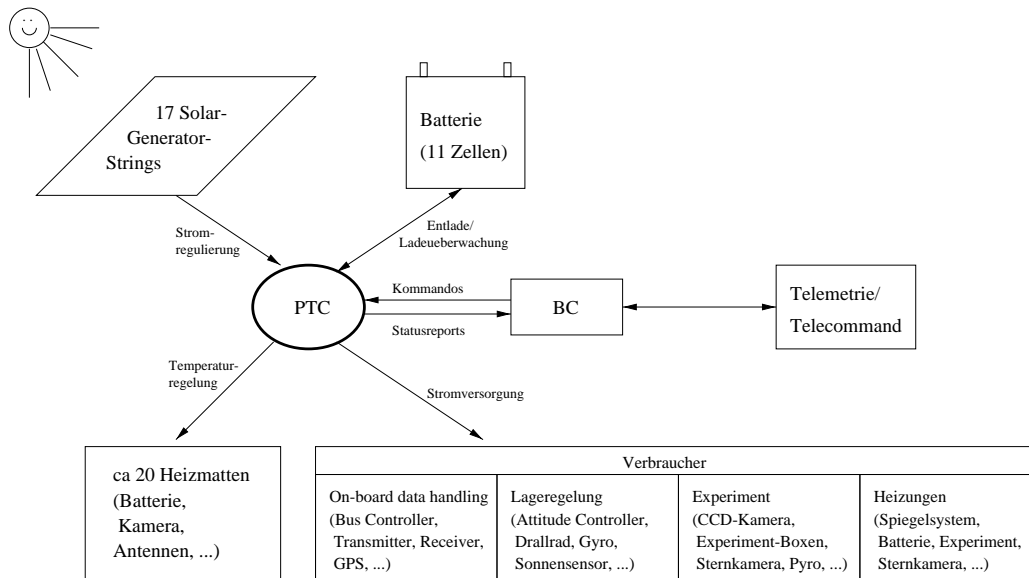 17 Solar-
Generator-
Strings
Batterie
(11 Zellen)
Strom-
regulierung
Entlade/
Ladeueberwachung
PTC
Kommandos
Statusreports
BC
Telemetrie/
Telecommand
Temperatur-
regelung
Stromversorgung
ca 20 Heizmatten
(Batterie,
Kamera,
Antennen, ...)
Verbraucher
On-board data handling
(Bus Controller,
Transmitter, Receiver,
GPS, ...)
Lageregelung
(Attitude Controller,
Drallrad, Gyro,
Sonnensensor, ...)
Experiment
(CCD-Kamera,
Experiment-Boxen,
Sternkamera, Pyro, ...)
Heizungen
(Spiegelsystem,
Batterie, Experiment,
Sternkamera, ...)